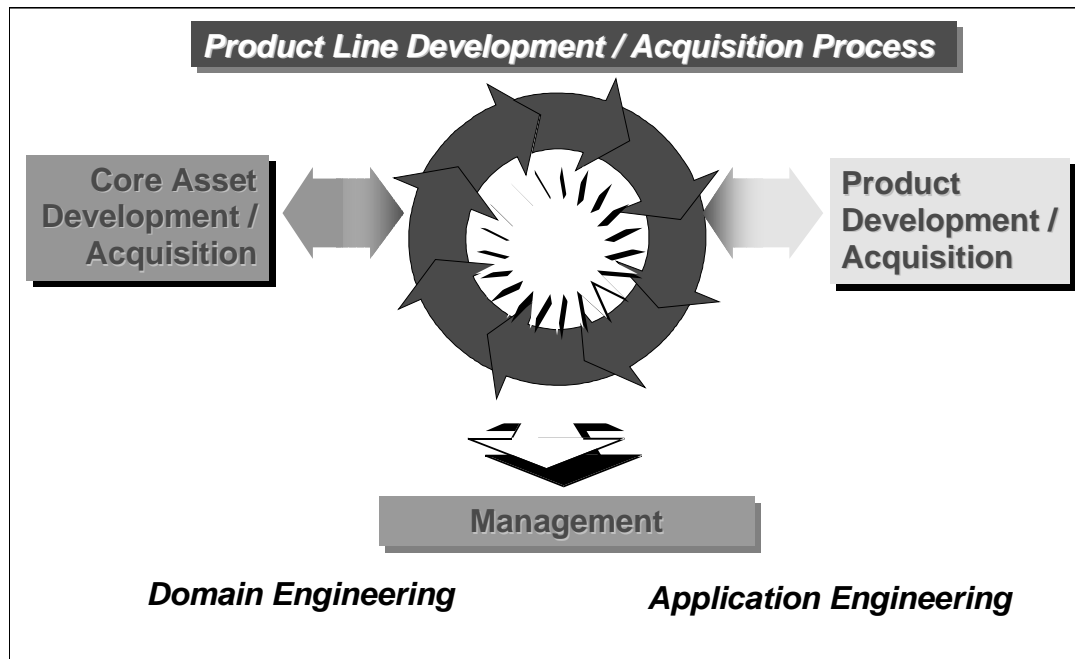 Product Line Development / Acquisition Process
Core Asset
Development /
Acquisition
Product
Development /
Acquisition
Management
Domain Engineering
Application Engineering